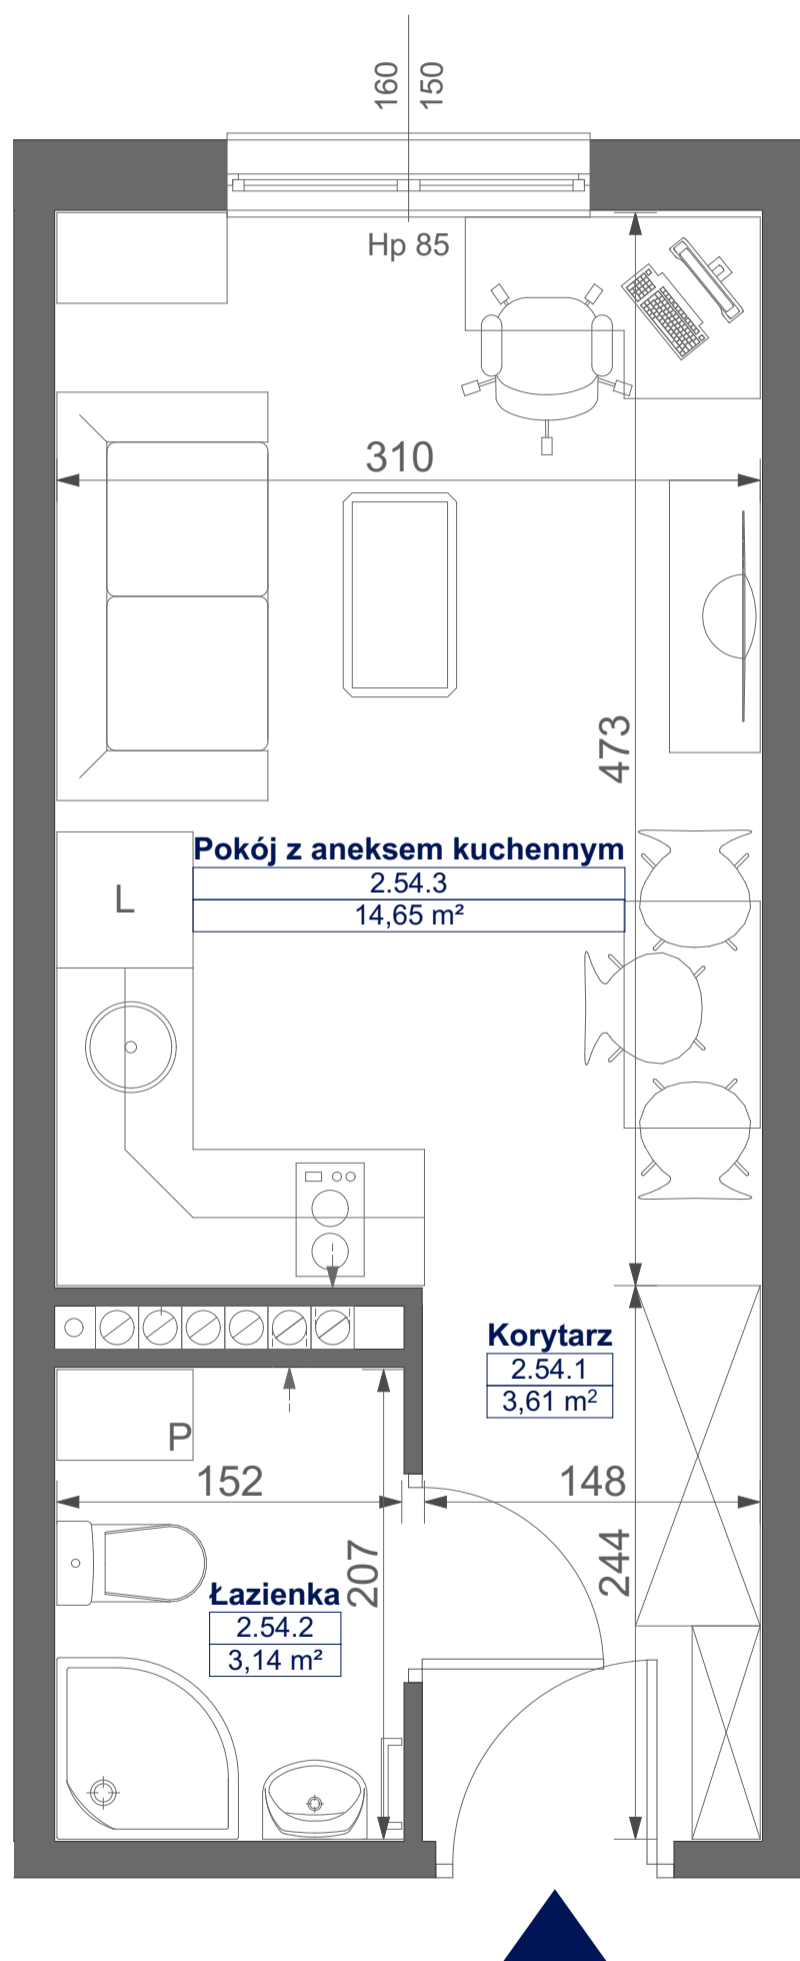 160
150
Hp 85
310
473
Pokój z aneksem kuchennym
2.54.3
14,65 m²
L
Korytarz
2.54.1
3,61 m²
P
152
148
207
244
Łazienka
2.54.2
3,14 m²